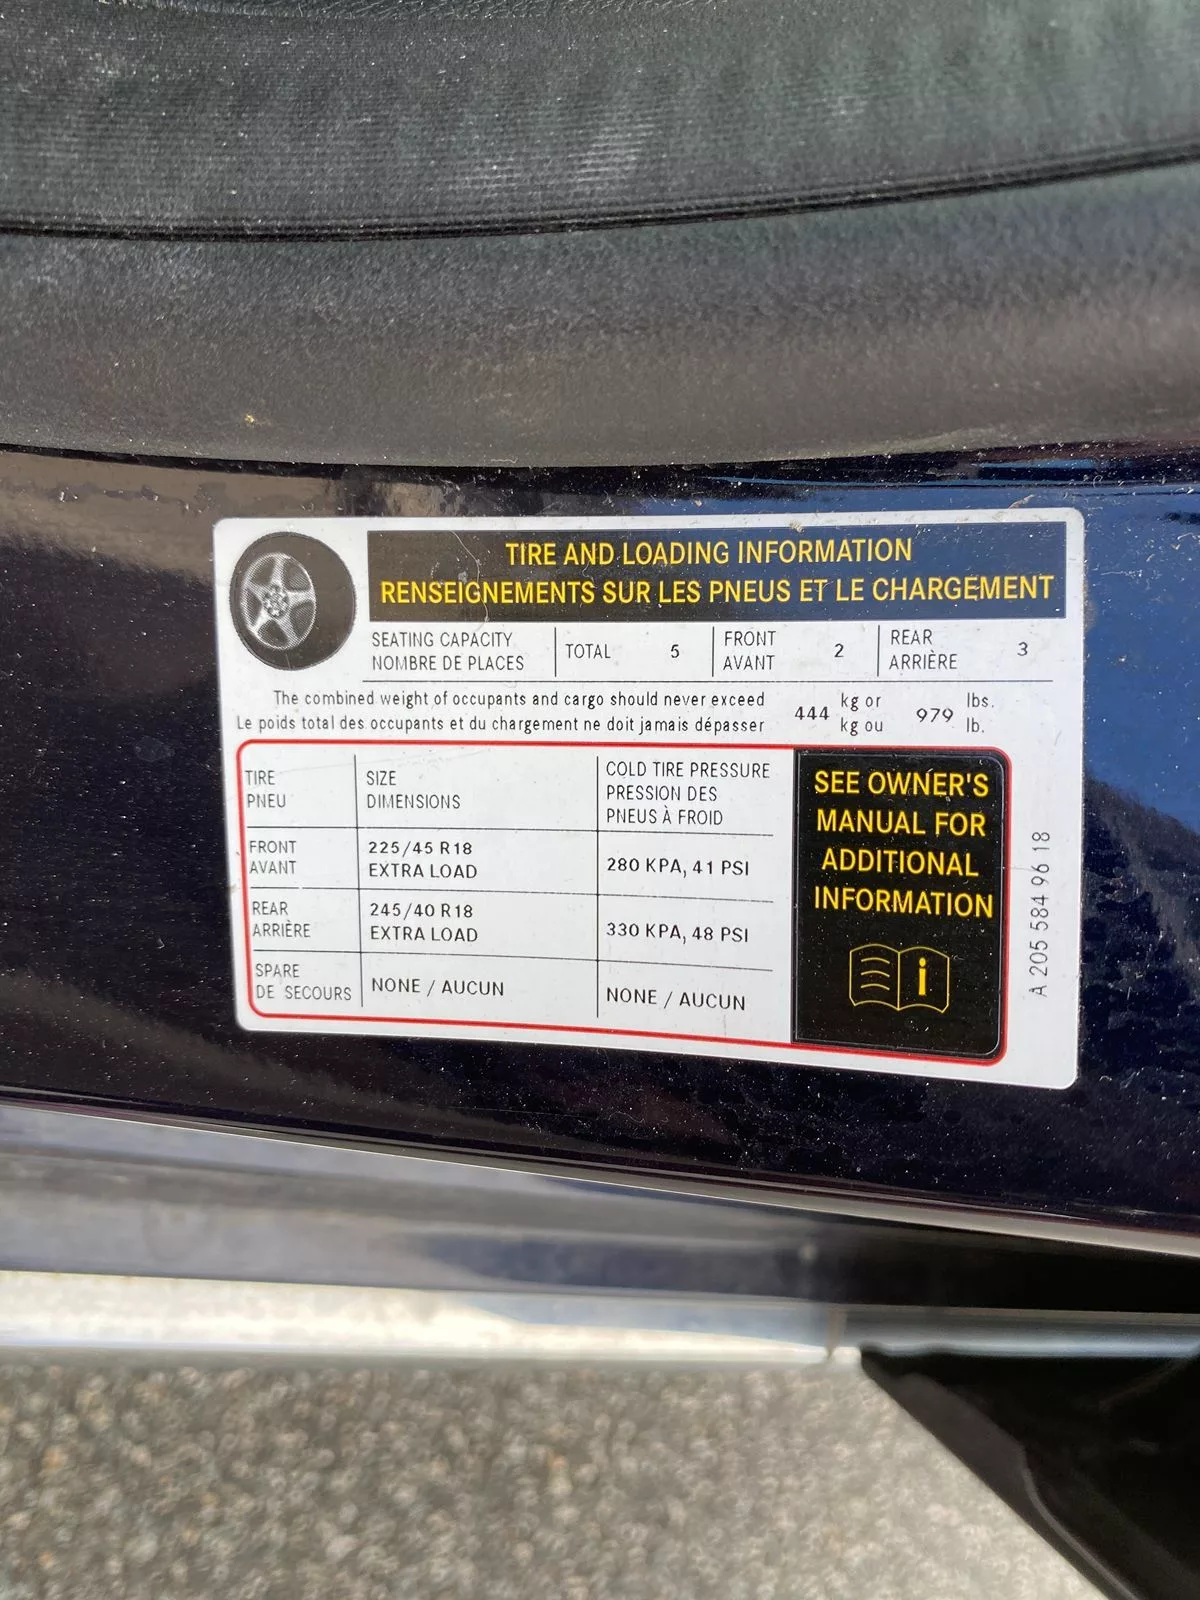 TIRE AND LOADING INFORMATION
RENSEIGNEMENTS SUR LES PNEUS ET LE CHARGEMENT
SEATING CAPACITY TOTAL 5 FRONT 2 REAR 3
NOMBRE DE PLACES AVANT ARRIÈRE
The combined weight of occupants and cargo should never exceed 444 kg or 979 lbs.
Le poids total des occupants et du chargement ne doit jamais dépasser kg ou lb.
TIRE SIZE COLD TIRE PRESSURE
PNEU DIMENSIONS PRESSION DES
PNEUS À FROID
FRONT 225/45 R18
AVANT EXTRA LOAD 280 KPA, 41 PSI
REAR 245/40 R18
ARRIÈRE EXTRA LOAD 330 KPA, 48 PSI
SPARE
DE SECOURS NONE / AUCUN NONE / AUCUN
SEE OWNER'S
MANUAL FOR
ADDITIONAL
INFORMATION
i
A 205 584 96 18